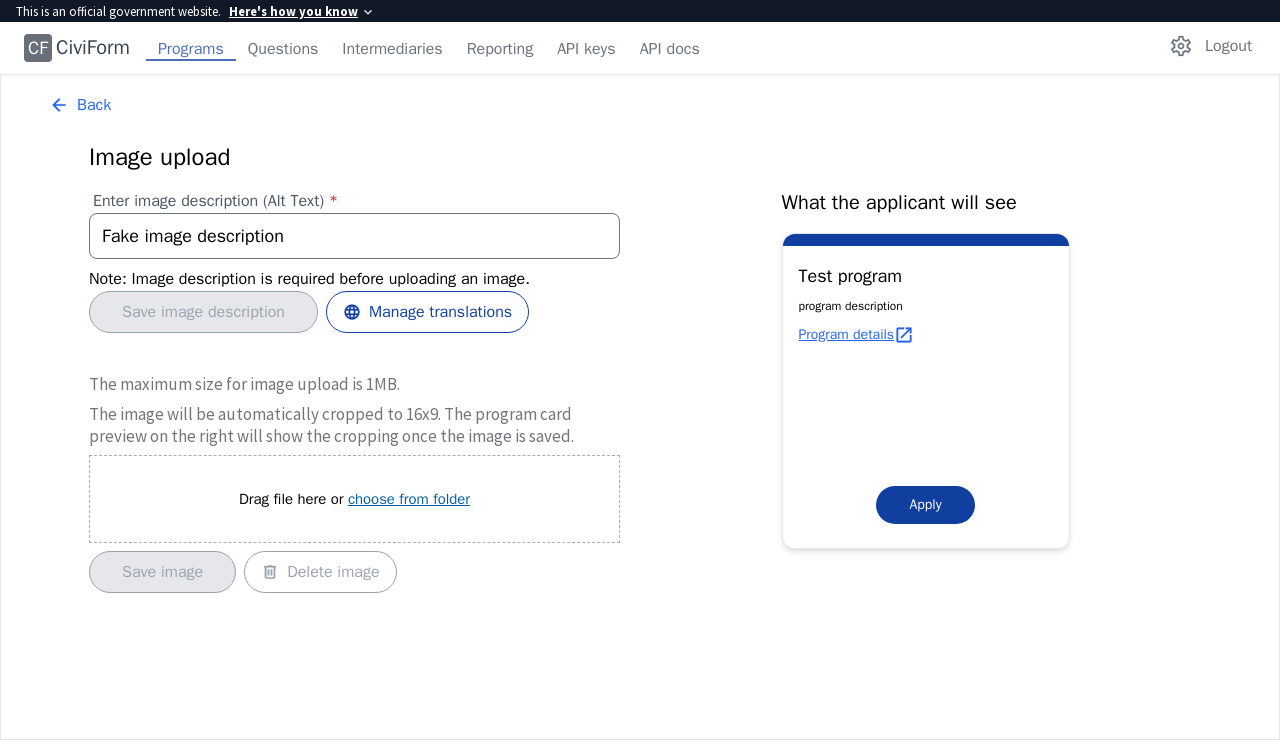 This is an official government website. Here's how you know
CF CiviForm Programs Questions Intermediaries Reporting API keys API docs Logout
Back
Image upload
Enter image description (Alt Text) *
Fake image description
Note: Image description is required before uploading an image.
Save image description Manage translations
The maximum size for image upload is 1MB.
The image will be automatically cropped to 16x9. The program card
preview on the right will show the cropping once the image is saved.
Drag file here or choose from folder
Save image Delete image
What the applicant will see
Test program
program description
Program details
Apply